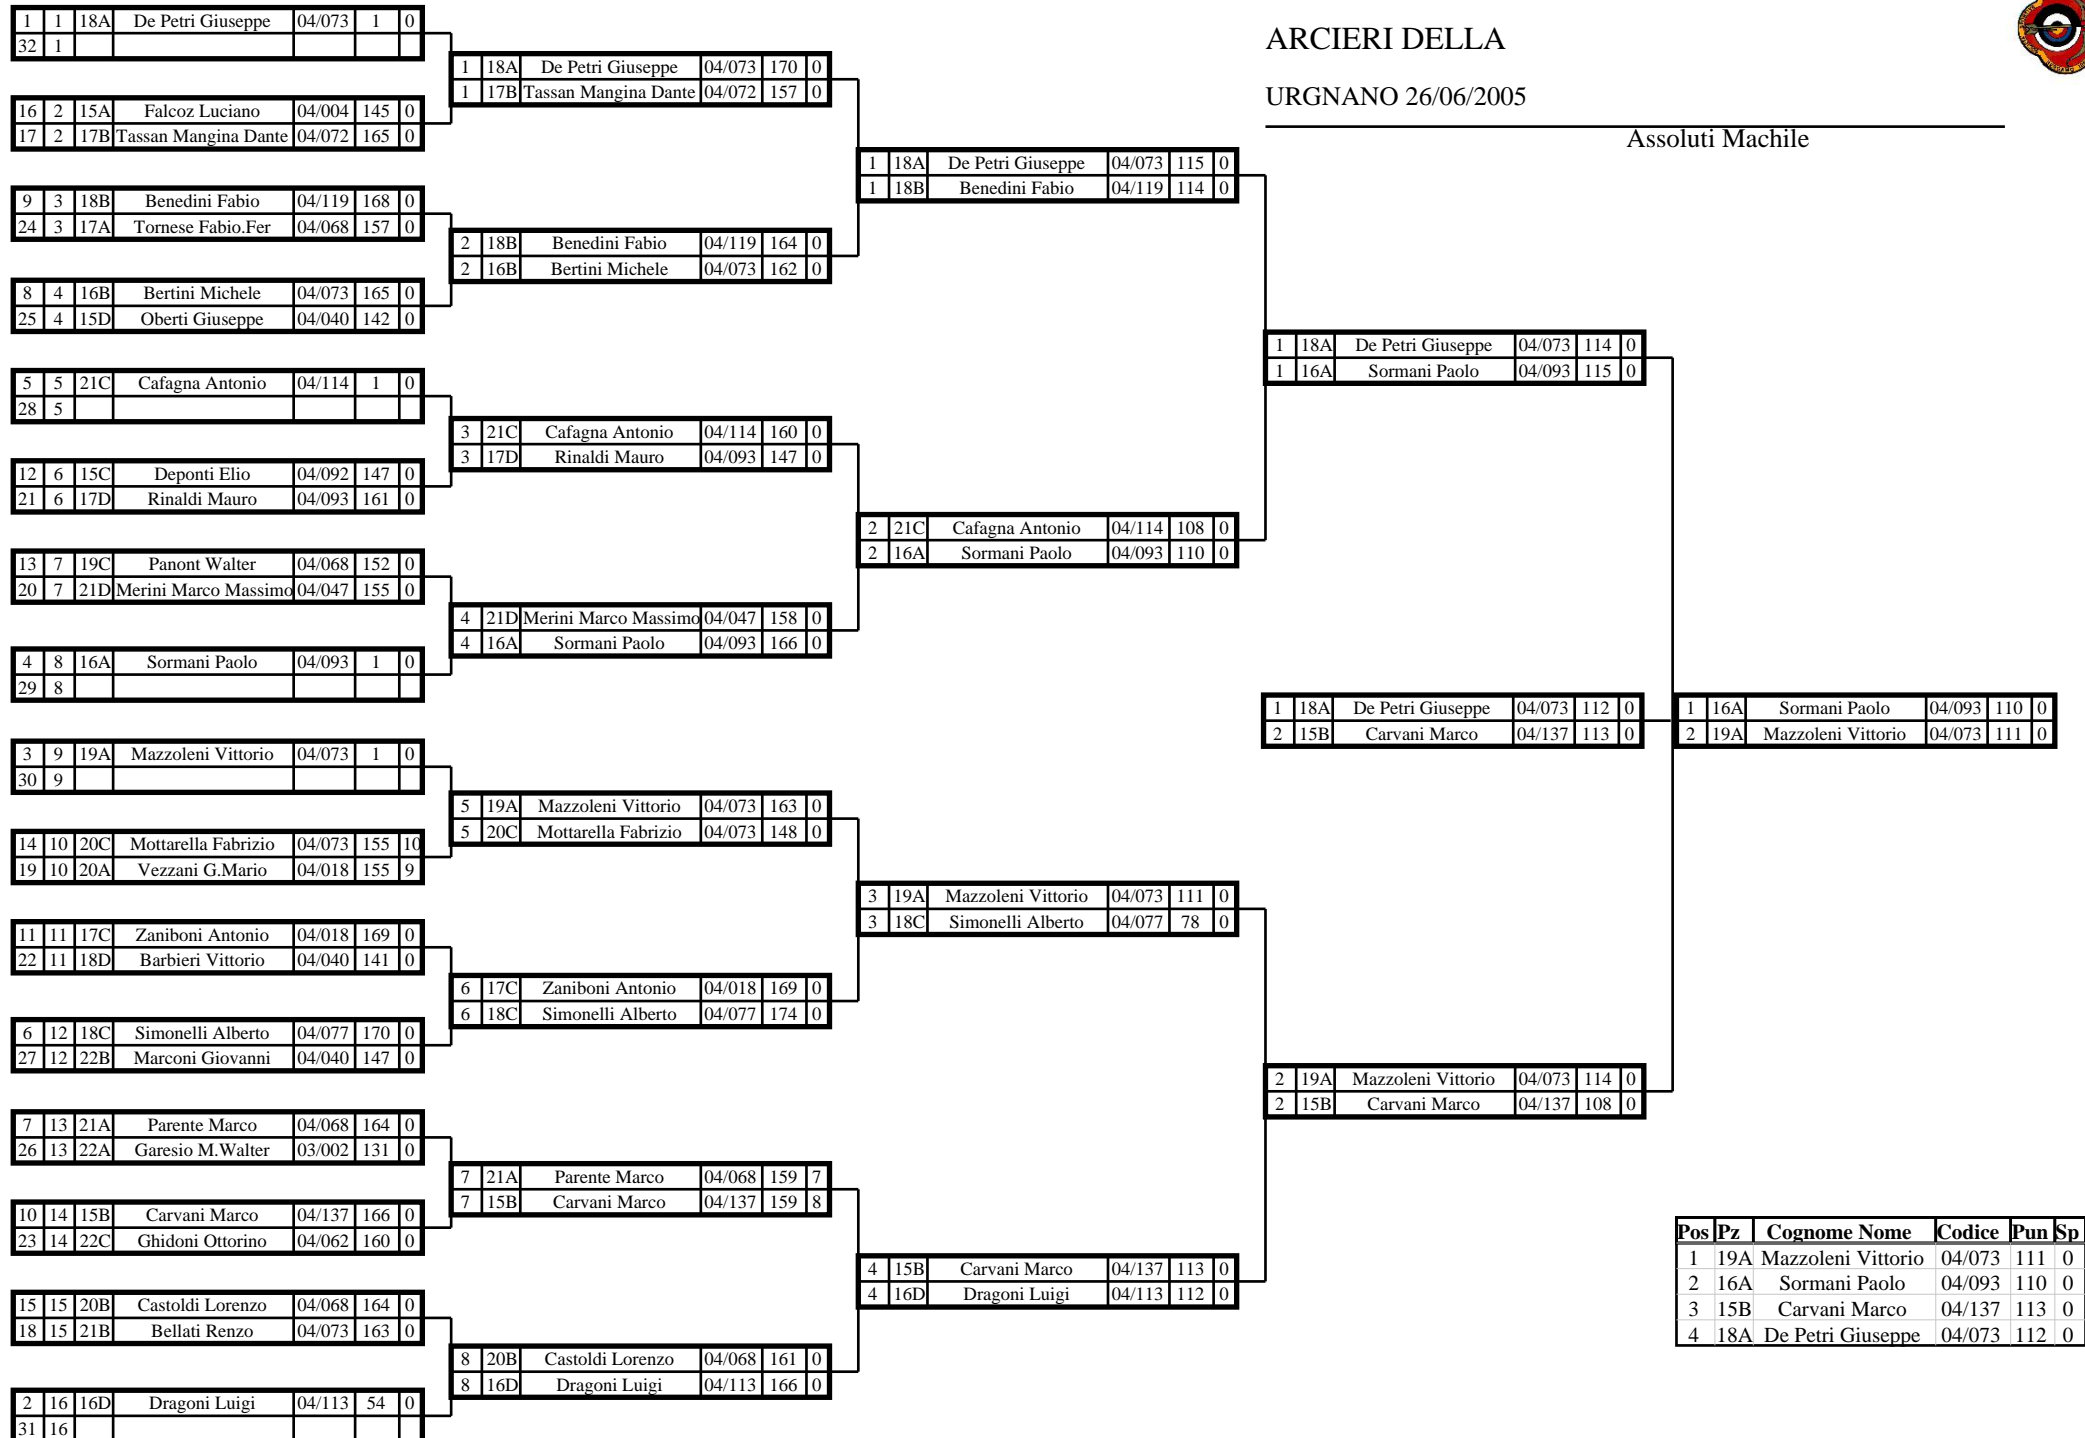 ARCIERI DELLA
URGNANO 26/06/2005
Assoluti Machile
1 1 18A De Petri Giuseppe 04/073 1 0
32 1
16 2 15A Falcoz Luciano 04/004 145 0
17 2 17B Tassan Mangina Dante 04/072 165 0
9 3 18B Benedini Fabio 04/119 168 0
24 3 17A Tornese Fabio.Fer 04/068 157 0
8 4 16B Bertini Michele 04/073 165 0
25 4 15D Oberti Giuseppe 04/040 142 0
5 5 21C Cafagna Antonio 04/114 1 0
28 5
12 6 15C Deponti Elio 04/092 147 0
21 6 17D Rinaldi Mauro 04/093 161 0
13 7 19C Panont Walter 04/068 152 0
20 7 21D Merini Marco Massimo 04/047 155 0
4 8 16A Sormani Paolo 04/093 1 0
29 8
3 9 19A Mazzoleni Vittorio 04/073 1 0
30 9
14 10 20C Mottarella Fabrizio 04/073 155 10
19 10 20A Vezzani G.Mario 04/018 155 9
11 11 17C Zaniboni Antonio 04/018 169 0
22 11 18D Barbieri Vittorio 04/040 141 0
6 12 18C Simonelli Alberto 04/077 170 0
27 12 22B Marconi Giovanni 04/040 147 0
7 13 21A Parente Marco 04/068 164 0
26 13 22A Garesio M.Walter 03/002 131 0
10 14 15B Carvani Marco 04/137 166 0
23 14 22C Ghidoni Ottorino 04/062 160 0
15 15 20B Castoldi Lorenzo 04/068 164 0
18 15 21B Bellati Renzo 04/073 163 0
2 16 16D Dragoni Luigi 04/113 54 0
31 16
1 18A De Petri Giuseppe 04/073 170 0
1 17B Tassan Mangina Dante 04/072 157 0
2 18B Benedini Fabio 04/119 164 0
2 16B Bertini Michele 04/073 162 0
3 21C Cafagna Antonio 04/114 160 0
3 17D Rinaldi Mauro 04/093 147 0
4 21D Merini Marco Massimo 04/047 158 0
4 16A Sormani Paolo 04/093 166 0
5 19A Mazzoleni Vittorio 04/073 163 0
5 20C Mottarella Fabrizio 04/073 148 0
6 17C Zaniboni Antonio 04/018 169 0
6 18C Simonelli Alberto 04/077 174 0
7 21A Parente Marco 04/068 159 7
7 15B Carvani Marco 04/137 159 8
8 20B Castoldi Lorenzo 04/068 161 0
8 16D Dragoni Luigi 04/113 166 0
1 18A De Petri Giuseppe 04/073 115 0
1 18B Benedini Fabio 04/119 114 0
2 21C Cafagna Antonio 04/114 108 0
2 16A Sormani Paolo 04/093 110 0
3 19A Mazzoleni Vittorio 04/073 111 0
3 18C Simonelli Alberto 04/077 78 0
4 15B Carvani Marco 04/137 113 0
4 16D Dragoni Luigi 04/113 112 0
1 18A De Petri Giuseppe 04/073 114 0
1 16A Sormani Paolo 04/093 115 0
1 18A De Petri Giuseppe 04/073 112 0
2 15B Carvani Marco 04/137 113 0
2 19A Mazzoleni Vittorio 04/073 114 0
2 15B Carvani Marco 04/137 108 0
1 16A Sormani Paolo 04/093 110 0
2 19A Mazzoleni Vittorio 04/073 111 0
Pos Pz Cognome Nome Codice Pun Sp
1 19A Mazzoleni Vittorio 04/073 111 0
2 16A Sormani Paolo 04/093 110 0
3 15B Carvani Marco 04/137 113 0
4 18A De Petri Giuseppe 04/073 112 0